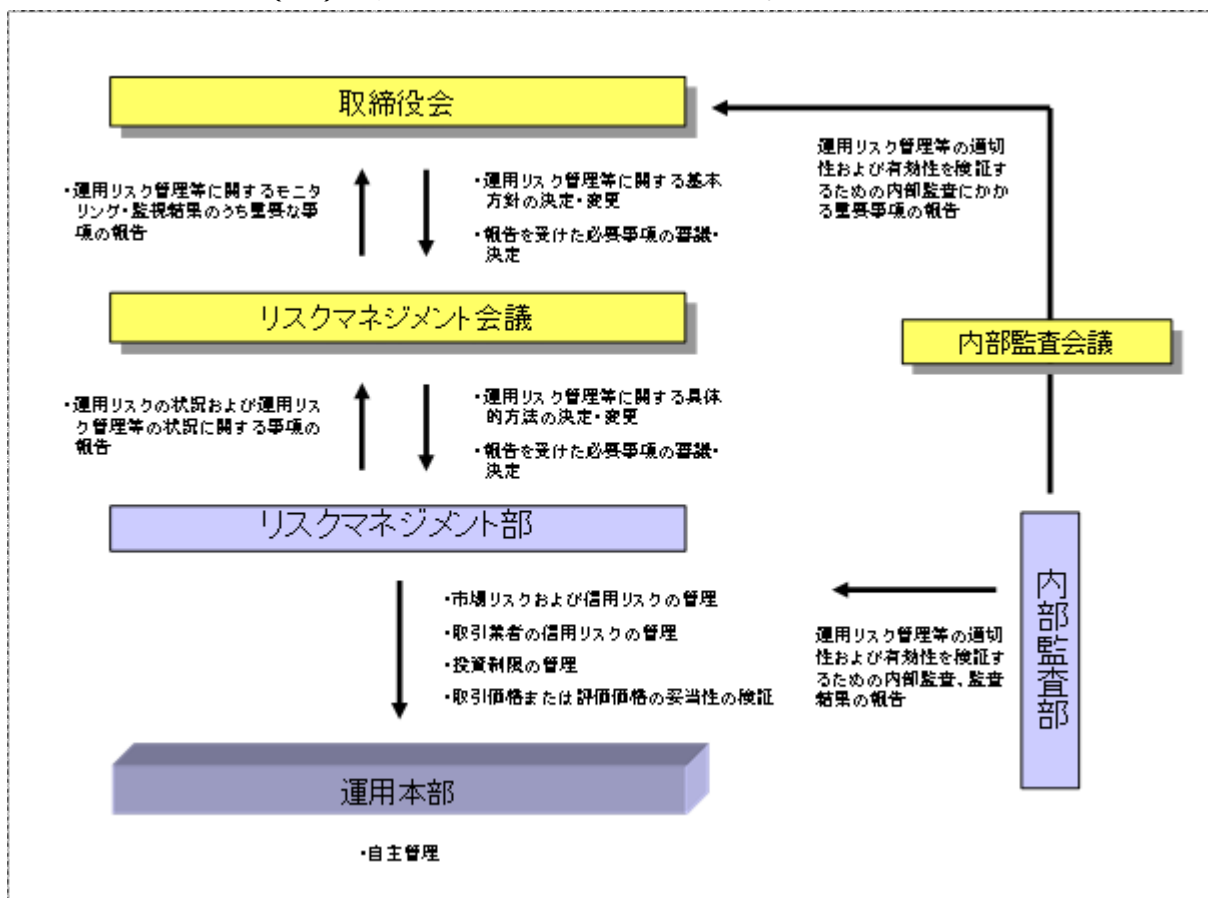 取締役会
・運用リスク管理等に関するモニ
タリング・監視結果のうち重要な事
項の報告
・運用リスク管理等に関する基本
方針の決定・変更
・報告を受けた必要事項の審議・
決定
運用リスク管理等の適切
性および有効性を検証す
るための内部監査にかか
る重要事項の報告
リスクマネジメント会議
内部監査会議
・運用リスクの状況および運用リス
ク管理等の状況に関する事項の
報告
・運用リスク管理等に関する具体
的方法の決定・変更
・報告を受けた必要事項の審議・
決定
リスクマネジメント部
内部監査部
・市場リスクおよび信用リスクの管理
・取引業者の信用リスクの管理
・投資制限の管理
・取引価格または評価価格の妥当性の検証
運用リスク管理等の適切
性および有効性を検証す
るための内部監査、監査
結果の報告
運用本部
・自主管理